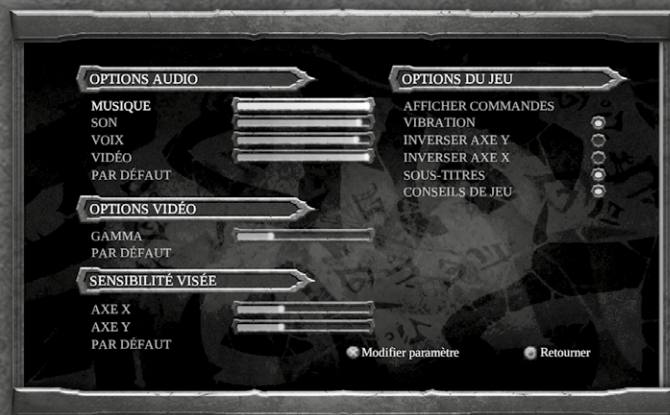 OPTIONS AUDIO
MUSIQUE
SON
VOIX
VIDÉO
PAR DÉFAUT
OPTIONS VIDÉO
GAMMA
PAR DÉFAUT
SENSIBILITÉ VISÉE
AXE X
AXE Y
PAR DÉFAUT
OPTIONS DU JEU
AFFICHER COMMANDES
VIBRATION
INVERSER AXE Y
INVERSER AXE X
SOUS-TITRES
CONSEILS DE JEU
Modifier paramètre
Retourner